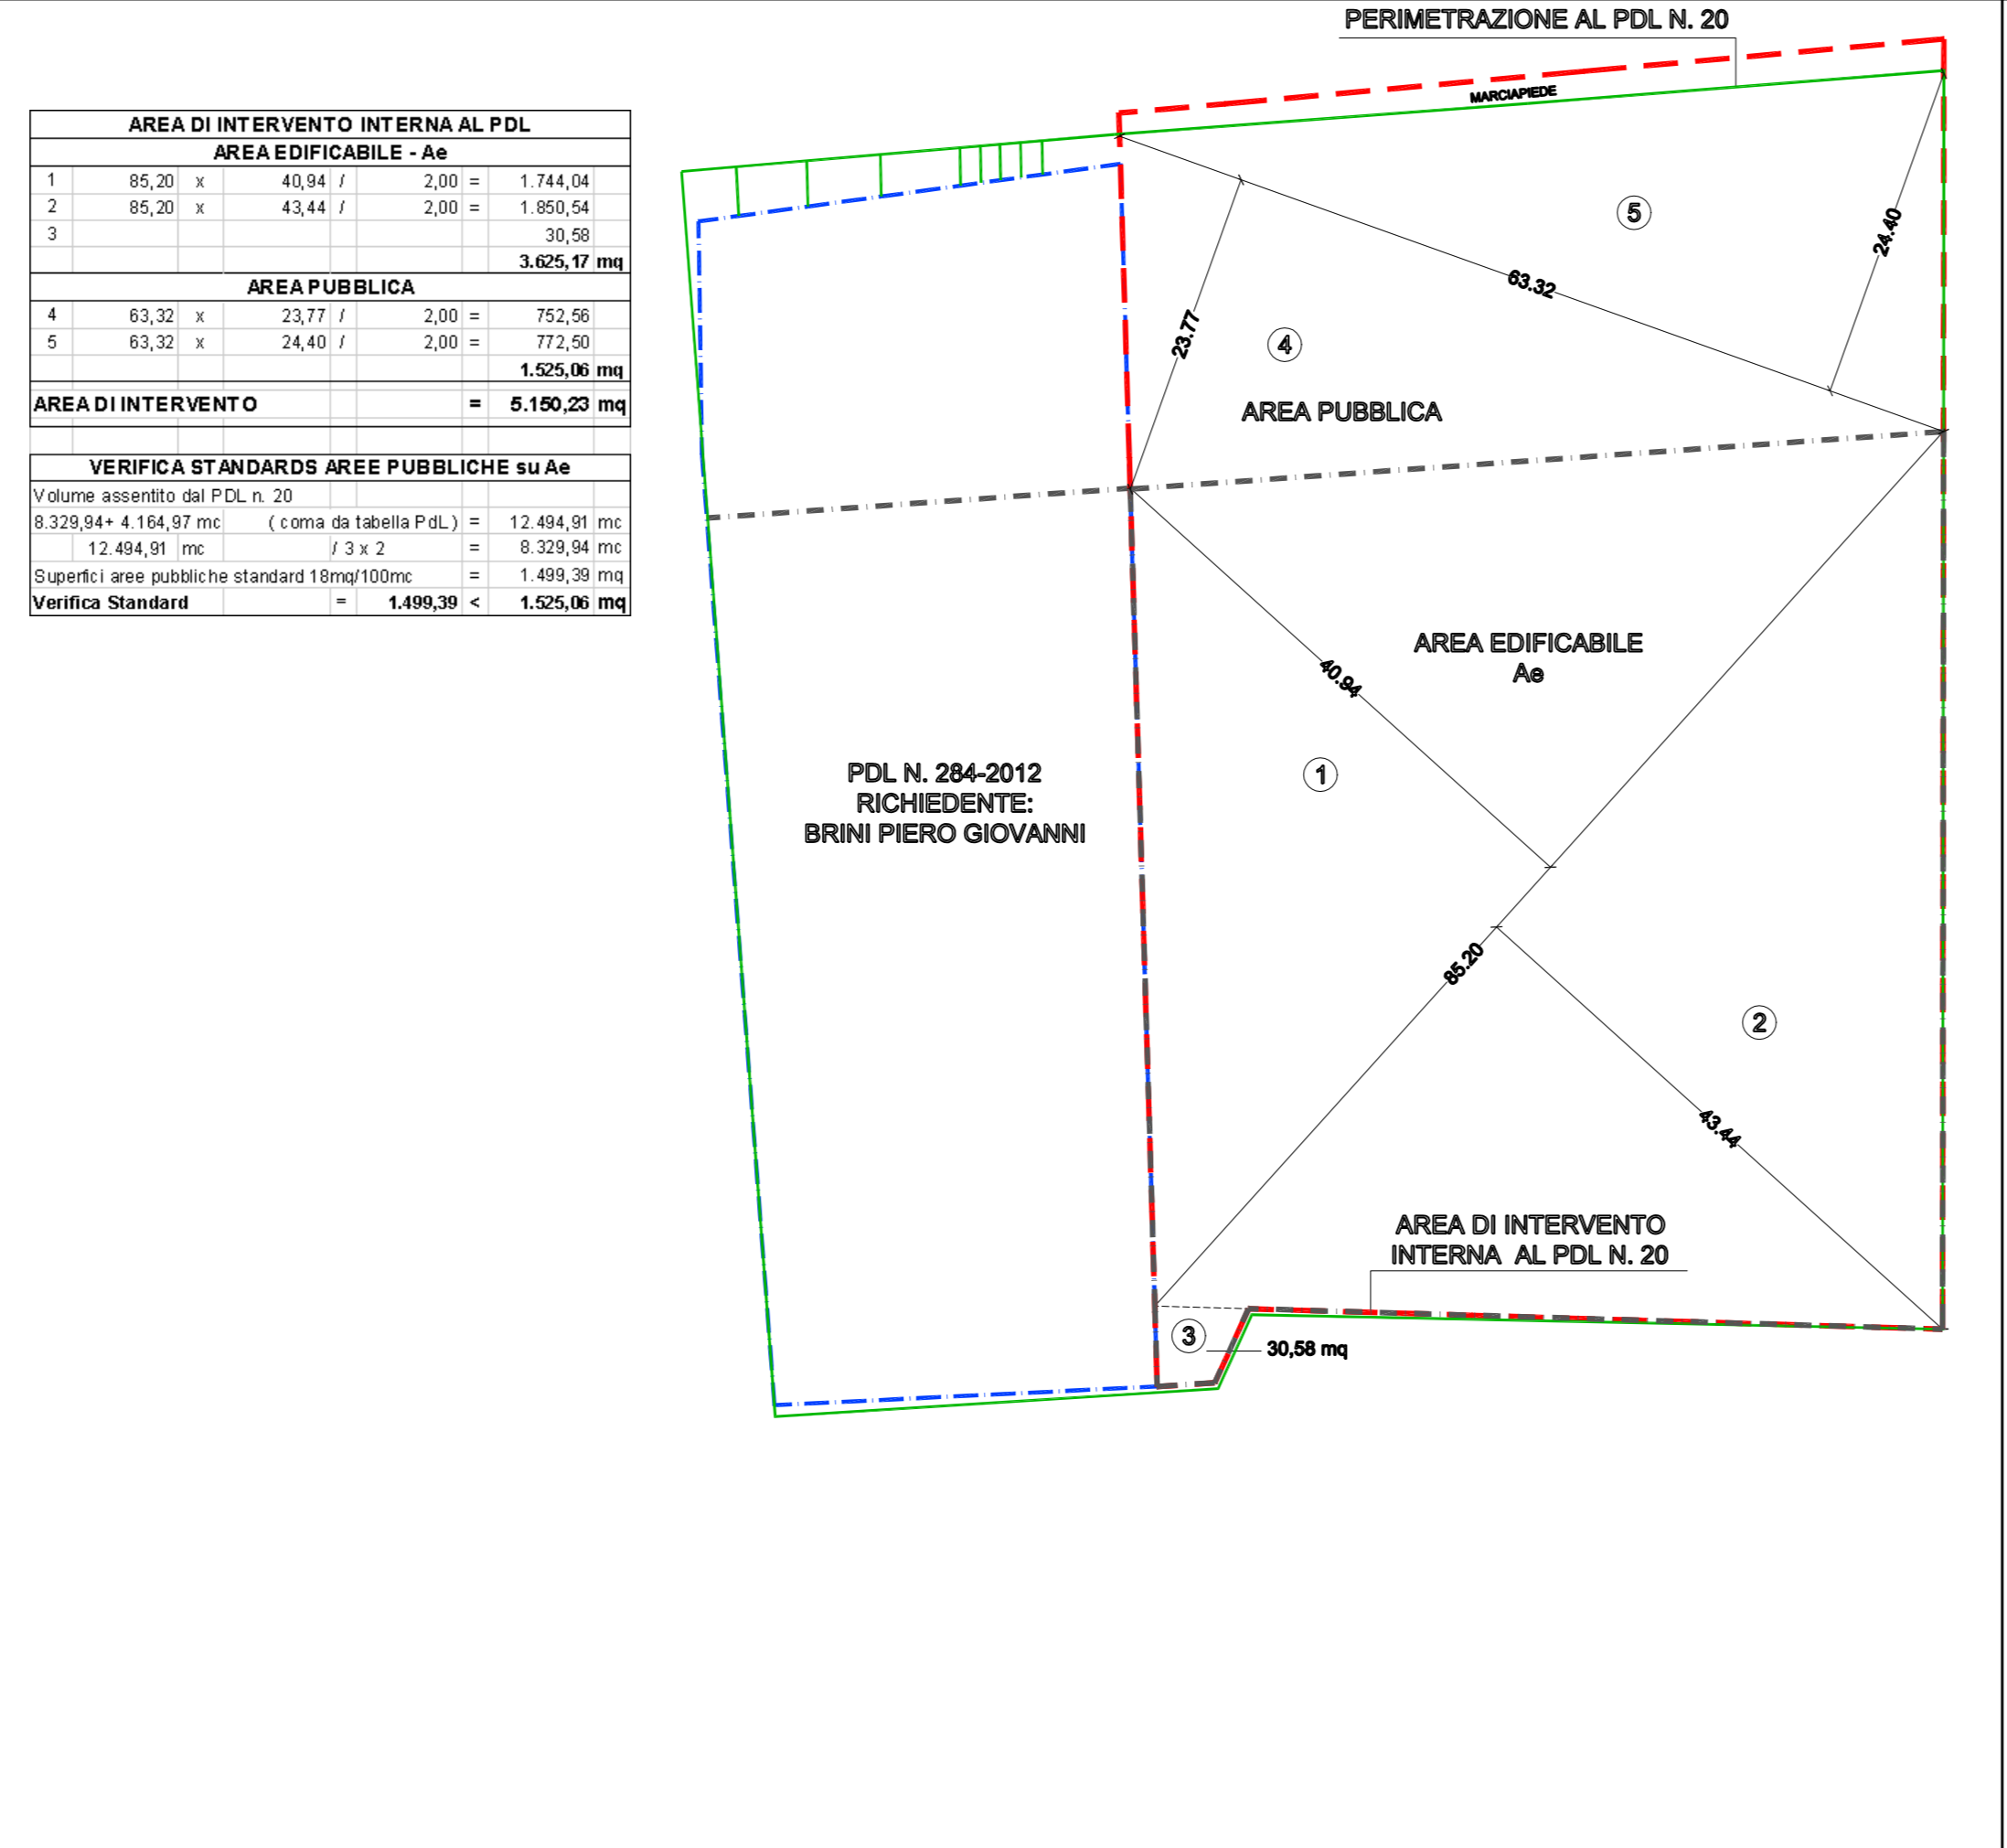 PERIMETRAZIONE AL PDL N. 20
MARCIAPIEDE
AREA DI INTERVENTO INTERNA AL PDL
AREA EDIFICABILE - Ae
1 85,20 x 40,94 / 2,00 = 1.744,04
2 85,20 x 43,44 / 2,00 = 1.850,54
3 30,58
3.625,17 mq
AREA PUBBLICA
4 63,32 x 23,77 / 2,00 = 752,56
5 63,32 x 24,40 / 2,00 = 772,50
1.525,06 mq
AREA DI INTERVENTO = 5.150,23 mq
VERIFICA STANDARDS AREE PUBBLICHE su Ae
Volume assentito dal PDL n. 20
8.329,94+ 4.164,97 mc ( coma da tabella PdL ) = 12.494,91 mc
12.494,91 mc / 3 x 2 = 8.329,94 mc
Superfici aree pubbliche standard 18mq/100mc = 1.499,39 mq
Verifica Standard = 1.499,39 < 1.525,06 mq
5
24.40
63.32
23.77
4
AREA PUBBLICA
AREA EDIFICABILE
Ae
40.94
PDL N. 284-2012
RICHIEDENTE:
BRINI PIERO GIOVANNI
1
85.20
2
43.44
AREA DI INTERVENTO
INTERNA AL PDL N. 20
3
30,58 mq